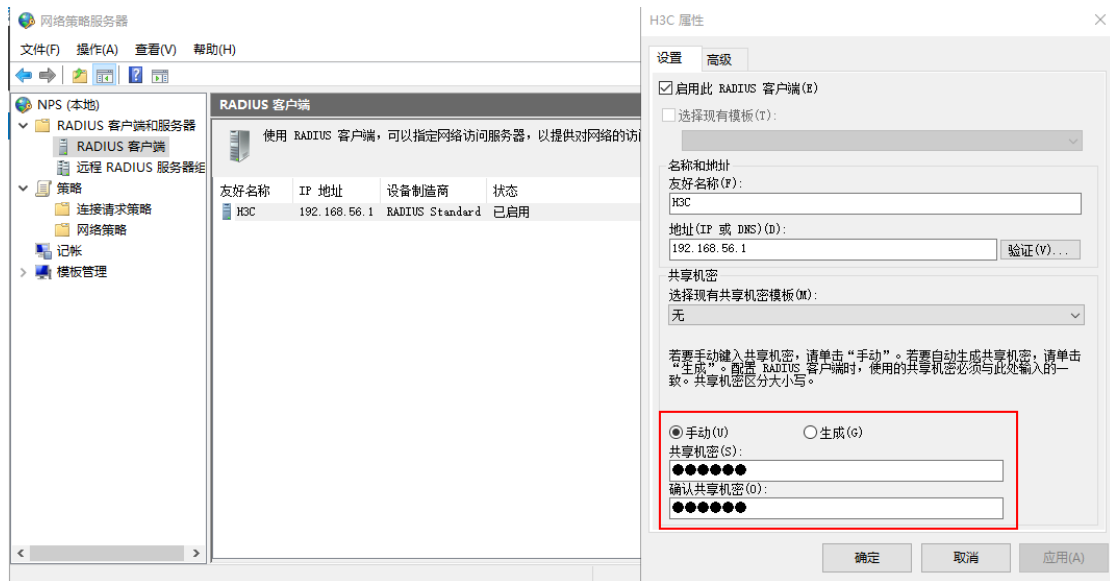 网络策略服务器
文件(F) 操作(A) 查看(V) 帮助(H)
NPS (本地)
RADIUS 客户端和服务器
RADIUS 客户端
远程 RADIUS 服务器组
策略
连接请求策略
网络策略
记帐
模板管理
RADIUS 客户端
使用 RADIUS 客户端，可以指定网络访问服务器，以提供对网络的访
友好名称 IP 地址 设备制造商 状态
H3C 192.168.56.1 RADIUS Standard 已启用
H3C 属性
设置 高级
启用此 RADIUS 客户端(E)
选择现有模板(T):
名称和地址
友好名称(F):
H3C
地址(IP 或 DNS)(D):
192.168.56.1 验证(V)...
共享机密
选择现有共享机密模板(M):
无
若要手动键入共享机密，请单击“手动”。若要自动生成共享机密，请单击
“生成”。配置 RADIUS 客户端时，使用的共享机密必须与此处输入的一
致。共享机密区分大小写。
手动(U) 生成(G)
共享机密(S):
●●●●●●
确认共享机密(O):
●●●●●●
确定 取消 应用(A)